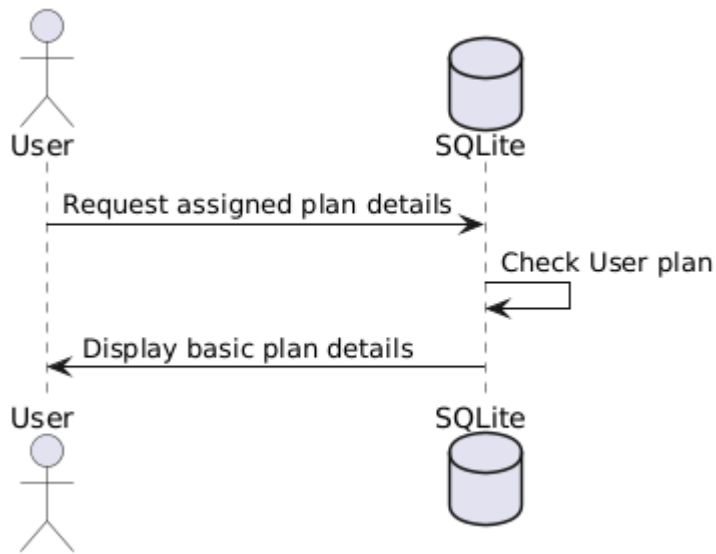 User
SQLite
Request assigned plan details
Check User plan
Display basic plan details
User
SQLite